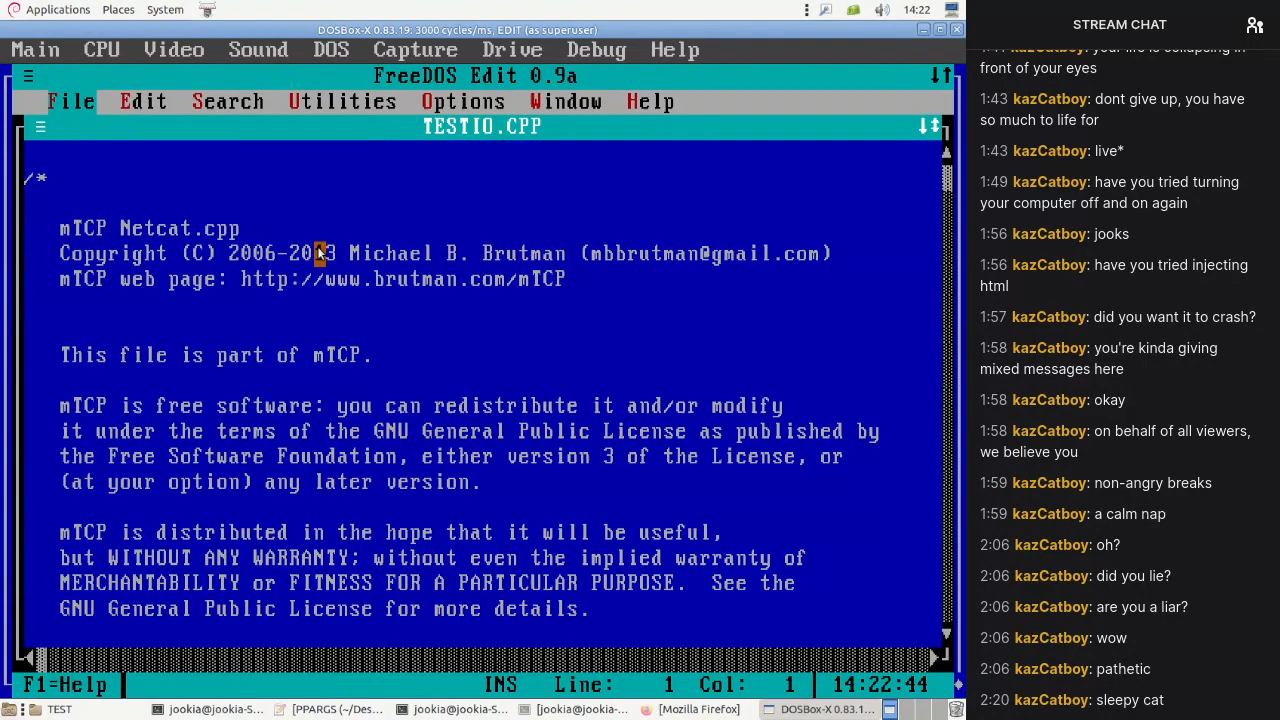 Applications Places System 14:22
DOSBox-X 0.83.19: 3000 cycles/ms, EDIT (as superuser)
Main CPU Video Sound DOS Capture Drive Debug Help
FreeDOS Edit 0.9a
File Edit Search Utilities Options Window Help
TESTIO.CPP
/*
mTCP Netcat.cpp
Copyright (C) 2006-2013 Michael B. Brutman (mbbrutman@gmail.com)
mTCP web page: http://www.brutman.com/mTCP
This file is part of mTCP.
mTCP is free software: you can redistribute it and/or modify
it under the terms of the GNU General Public License as published by
the Free Software Foundation, either version 3 of the License, or
(at your option) any later version.
mTCP is distributed in the hope that it will be useful,
but WITHOUT ANY WARRANTY; without even the implied warranty of
MERCHANTABILITY or FITNESS FOR A PARTICULAR PURPOSE. See the
GNU General Public License for more details.
F1=Help INS Line: 1 Col: 1 14:22:44
TEST jookia@jookia-S... [PPARGS (~/Des... jookia@jookia-S... [jookia@jookia-... [Mozilla Firefox] DOSBox-X 0.83.1...
STREAM CHAT
1:41 kazCatboy: your life is collapsing in
front of your eyes
1:43 kazCatboy: dont give up, you have
so much to life for
1:43 kazCatboy: live*
1:49 kazCatboy: have you tried turning
your computer off and on again
1:56 kazCatboy: jooks
1:56 kazCatboy: have you tried injecting
html
1:57 kazCatboy: did you want it to crash?
1:58 kazCatboy: you're kinda giving
mixed messages here
1:58 kazCatboy: okay
1:58 kazCatboy: on behalf of all viewers,
we believe you
1:59 kazCatboy: non-angry breaks
1:59 kazCatboy: a calm nap
2:06 kazCatboy: oh?
2:06 kazCatboy: did you lie?
2:06 kazCatboy: are you a liar?
2:06 kazCatboy: wow
2:06 kazCatboy: pathetic
2:20 kazCatboy: sleepy cat